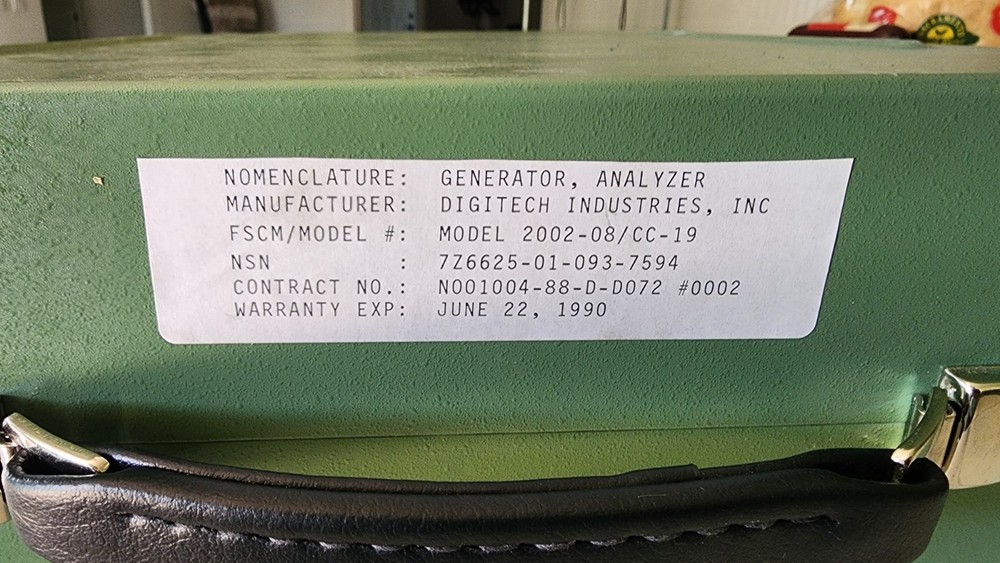 NOMENCLATURE: GENERATOR, ANALYZER
MANUFACTURER: DIGITECH INDUSTRIES, INC
FSCM/MODEL #: MODEL 2002-08/CC-19
NSN : 7Z6625-01-093-7594
CONTRACT NO.: N001004-88-D-D072 #0002
WARRANTY EXP: JUNE 22, 1990